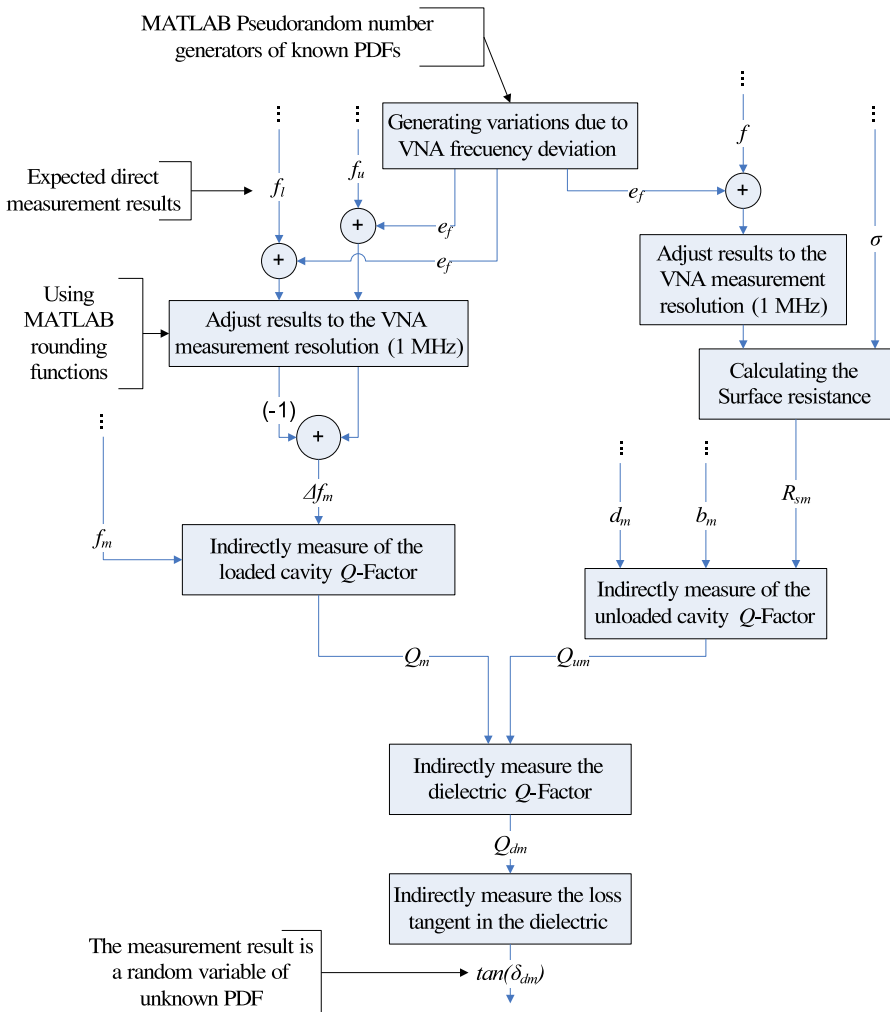 MATLAB Pseudorandom number
generators of known PDFs
Generating variations due to
VNA frecuency deviation
Expected direct
measurement results
f_l
f_u
f
e_f
e_f
e_f
σ
+
+
+
Using
MATLAB
rounding
functions
Adjust results to the VNA
measurement resolution (1 MHz)
Adjust results to the
VNA measurement
resolution (1 MHz)
Calculating the
Surface resistance
(-1)
+
Δf_m
f_m
d_m
b_m
R_sm
Indirectly measure of the
loaded cavity Q-Factor
Indirectly measure of the
unloaded cavity Q-Factor
Q_m
Q_um
Indirectly measure the
dielectric Q-Factor
Q_dm
Indirectly measure the loss
tangent in the dielectric
The measurement result is
a random variable of
unknown PDF
tan(δ_dm)